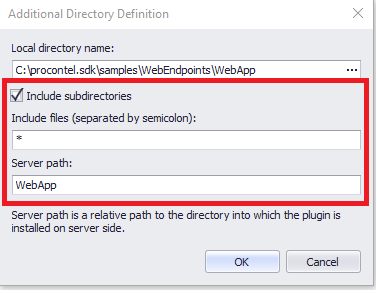 Additional Directory Definition
Local directory name:
C:\procontel.sdk\samples\WebEndpoints\WebApp ...
Include subdirectories
Include files (separated by semicolon):
*
Server path:
WebApp
Server path is a relative path to the directory into which the plugin is
installed on server side.
OK Cancel